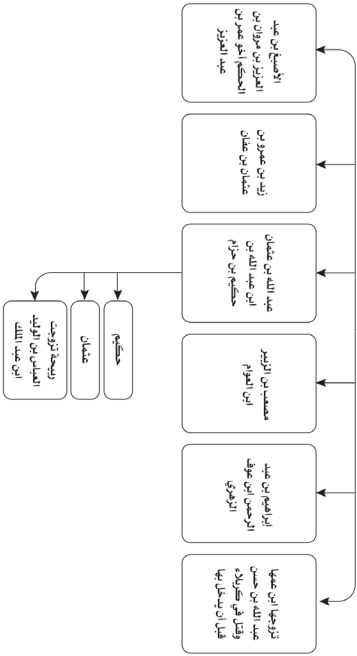 تزوجها ابن عمها
عبد الله بن حسن
وقتل في كربلاء
قبل أن يدخل بها
إبراهيم بن عبد
الرحمن ابن عوف
الزهري
مصعب بن الزبير
ابن العوام
عبد الله بن عثمان
ابن عبد الله بن
حكيم بن حزام
زيد بن عمرو بن
عثمان بن عفان
الأصبغ بن عبد
العزيز بن مروان بن
الحكم أخو عمر بن
عبد العزيز
حكيم
عثمان
ربيحة تزوجت
العباس بن الوليد
ابن عبد الملك